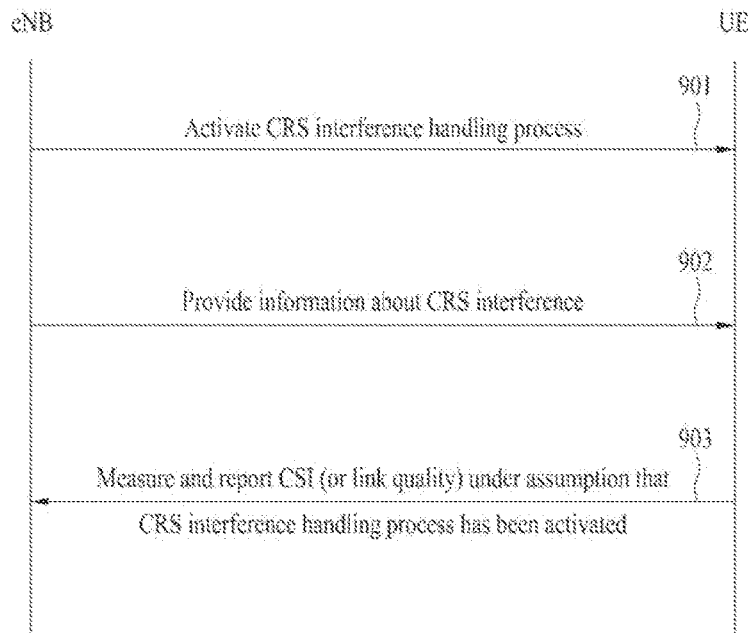 eNB
UE
901
Activate CRS interference handling process
902
Provide information about CRS interference
903
Measure and report CSI (or link quality) under assumption that
CRS interference handling process has been activated